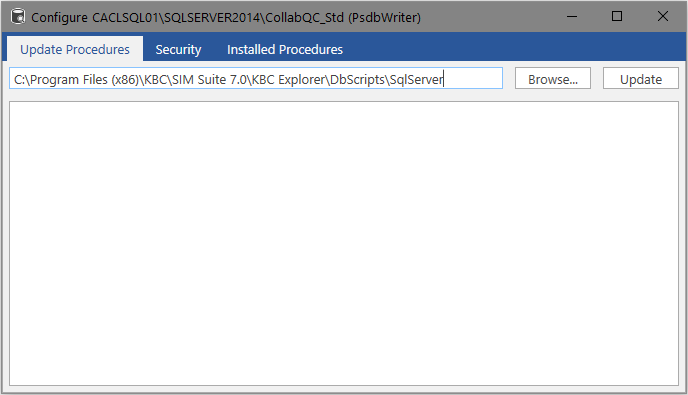 Configure CACLSQL01\SQLSERVER2014\CollabQC_Std (PsdbWriter)
Update Procedures Security Installed Procedures
C:\Program Files (x86)\KBC\SIM Suite 7.0\KBC Explorer\DbScripts\SqlServer Browse... Update